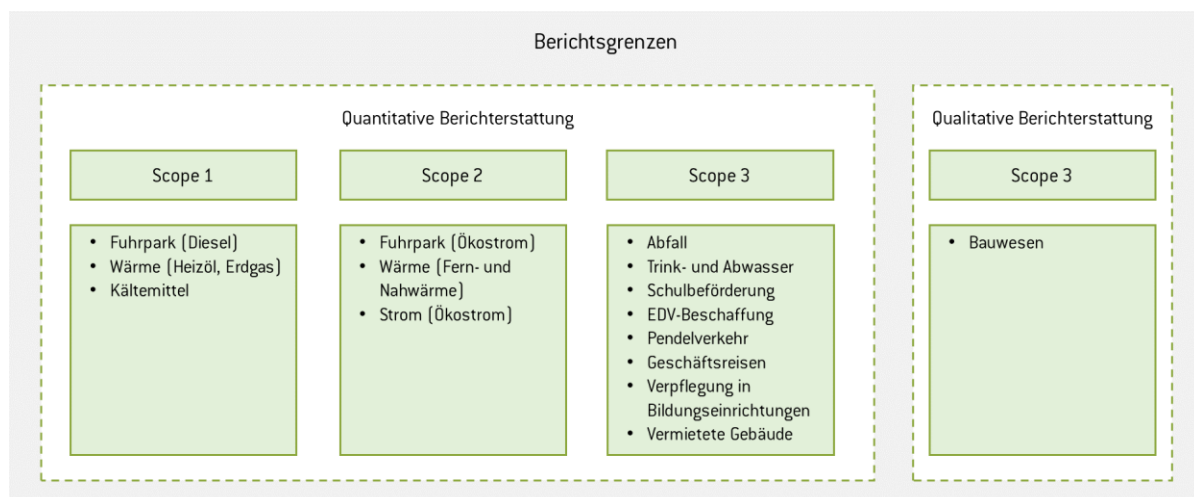 Berichtsgrenzen
Quantitative Berichterstattung
Scope 1
• Fuhrpark (Diesel)
• Wärme (Heizöl, Erdgas)
• Kältemittel
Scope 2
• Fuhrpark (Ökostrom)
• Wärme (Fern- und
Nahwärme)
• Strom (Ökostrom)
Scope 3
• Abfall
• Trink- und Abwasser
• Schulbeförderung
• EDV-Beschaffung
• Pendelverkehr
• Geschäftsreisen
• Verpflegung in
Bildungseinrichtungen
• Vermietete Gebäude
Qualitative Berichterstattung
Scope 3
• Bauwesen